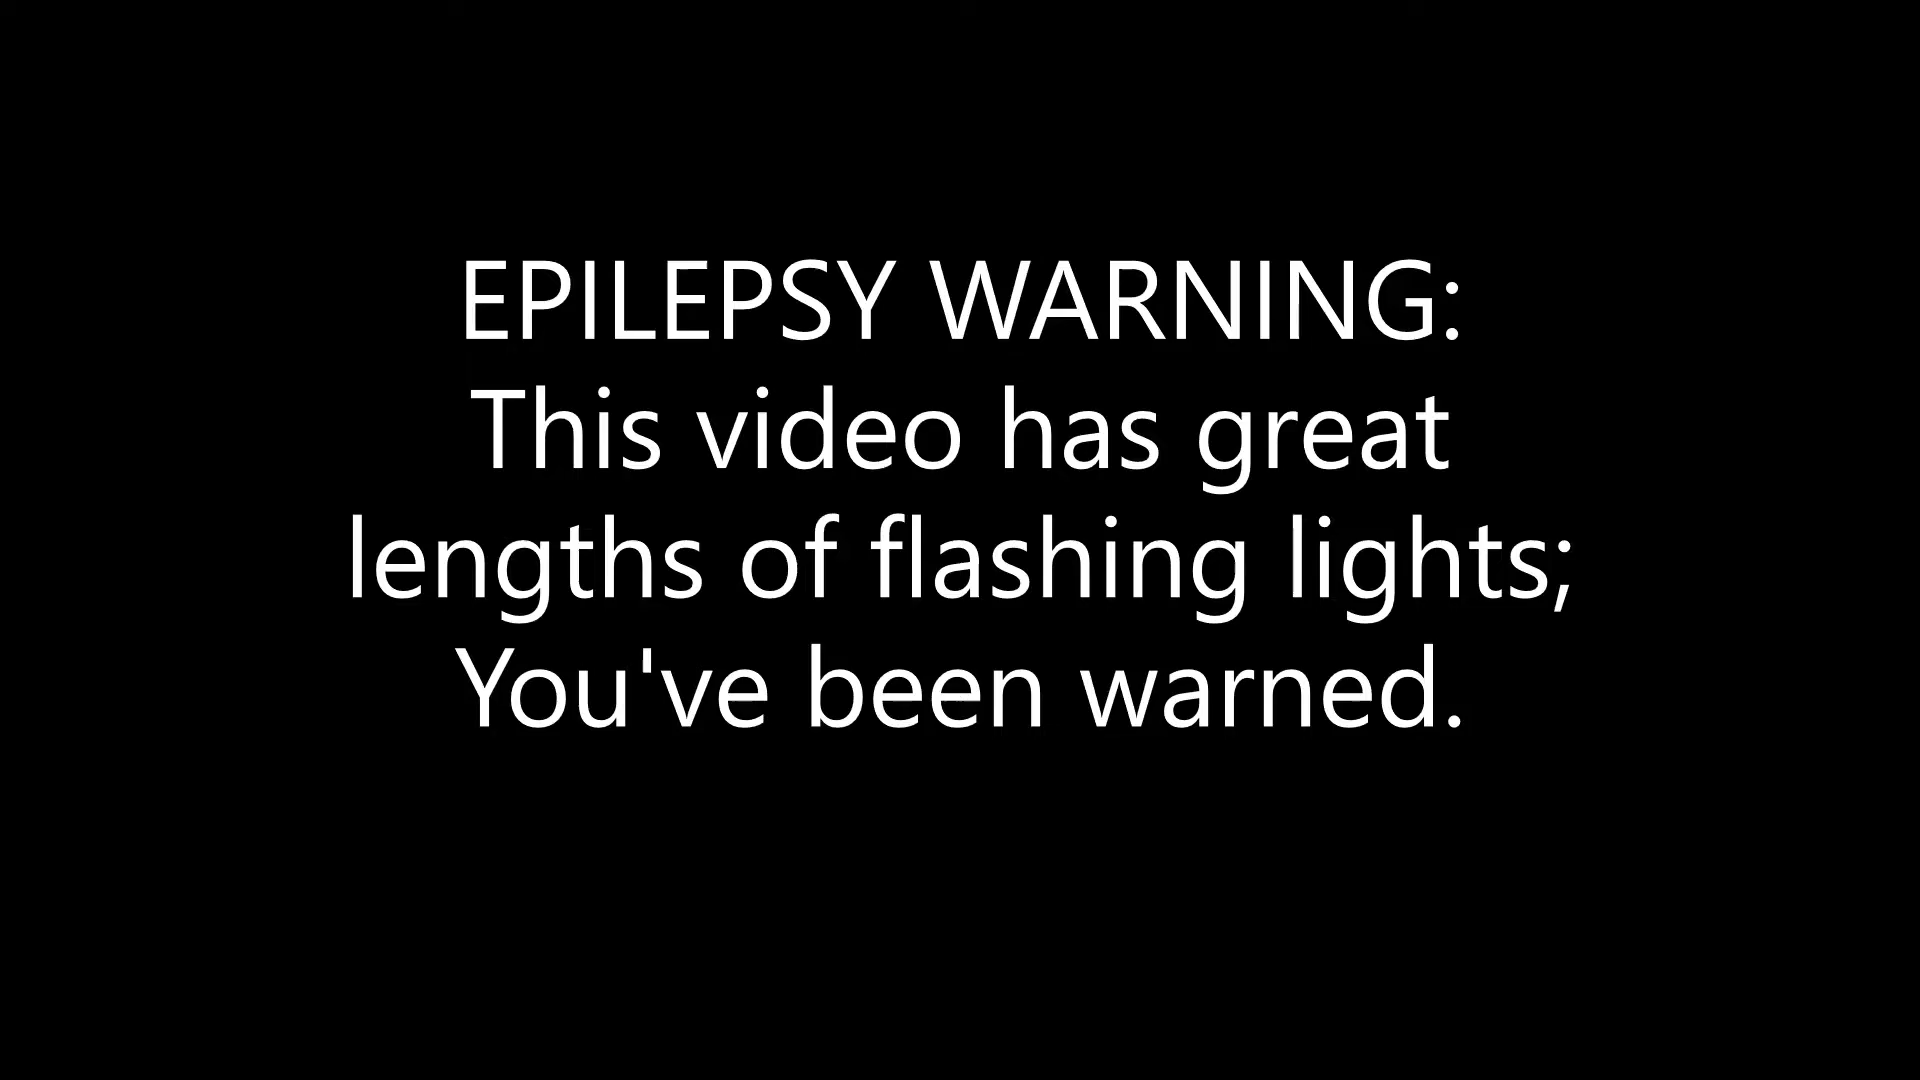 EPILEPSY WARNING:
This video has great
lengths of flashing lights;
You've been warned.